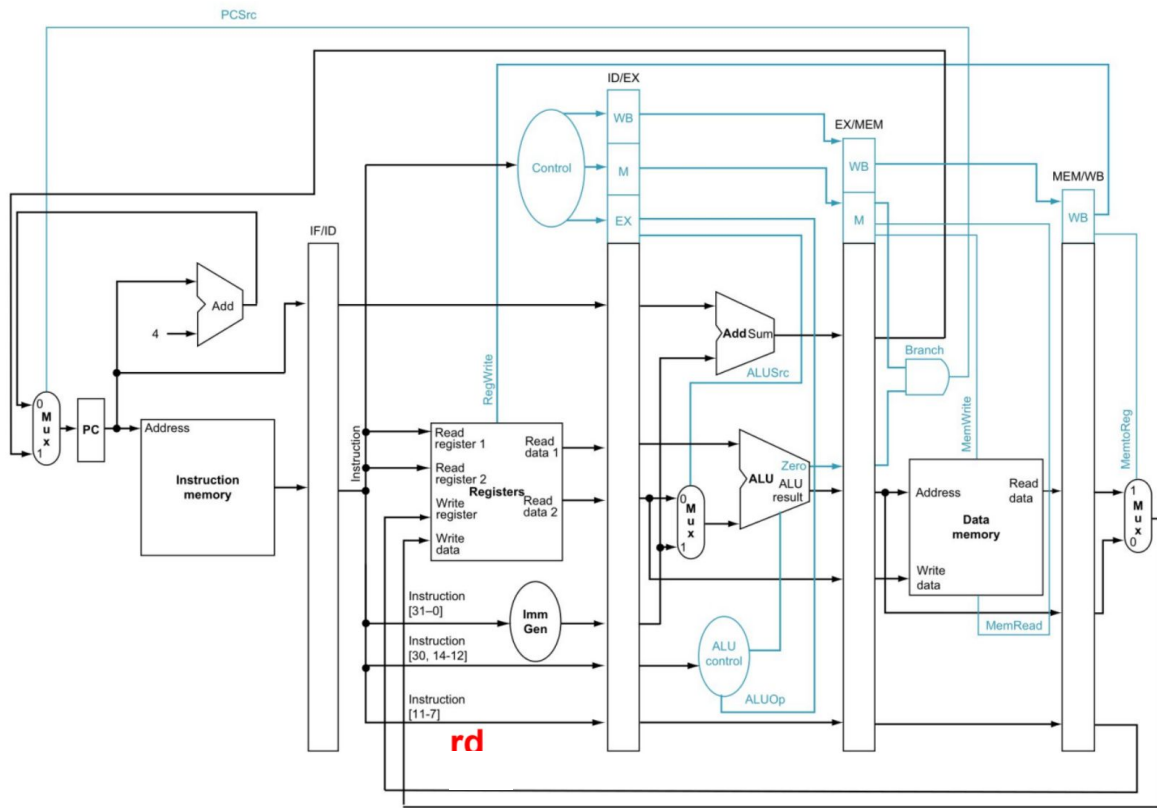 PCSrc
ID/EX
WB
EX/MEM
Control
M
WB
MEM/WB
EX
M
WB
IF/ID
Add
4
Add Sum
Branch
ALUSrc
RegWrite
MemWrite
MemtoReg
0
M
u
x
1
PC
Address
Instruction
memory
Instruction
Read
register 1
Read
register 2
Registers
Write
register
Write
data
Read
data 1
Read
data 2
0
M
u
x
1
ALU
Zero
ALU
result
Address
Read
data
Data
memory
Write
data
1
M
u
x
0
MemRead
Instruction
[31–0]
Imm
Gen
Instruction
[30, 14-12]
ALU
control
ALUOp
Instruction
[11-7]
rd